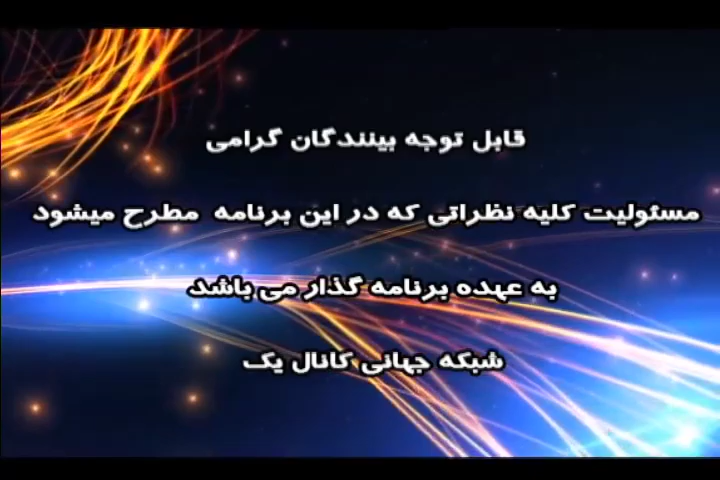 قابل توجه بینندگان گرامی
مسئولیت کلیه نظراتی که در این برنامه مطرح میشود
به عهده برنامه گذار می باشد
شبکه جهانی کانال یک